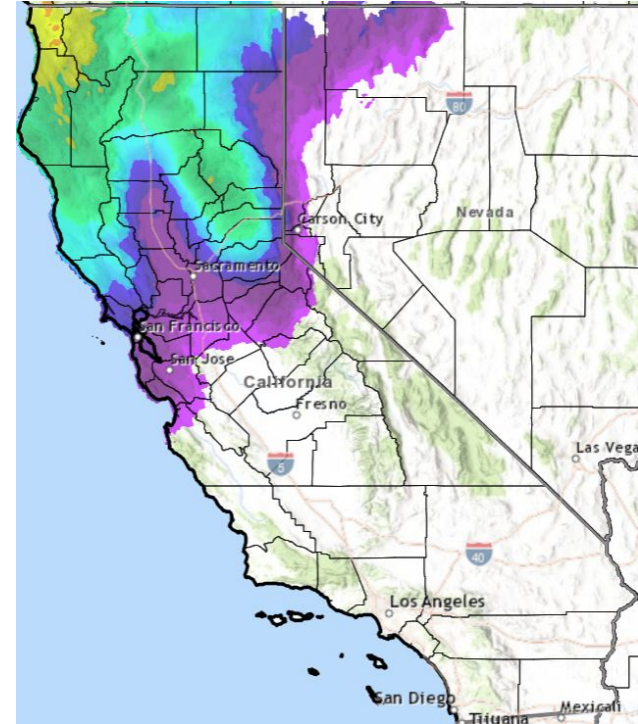 80
Nevada
Carson City
Sacramento
San Francisco
San Jose
California
Fresno
5
Las Vega
40
Los Angeles
San Diego
Tijuana
Mexicali